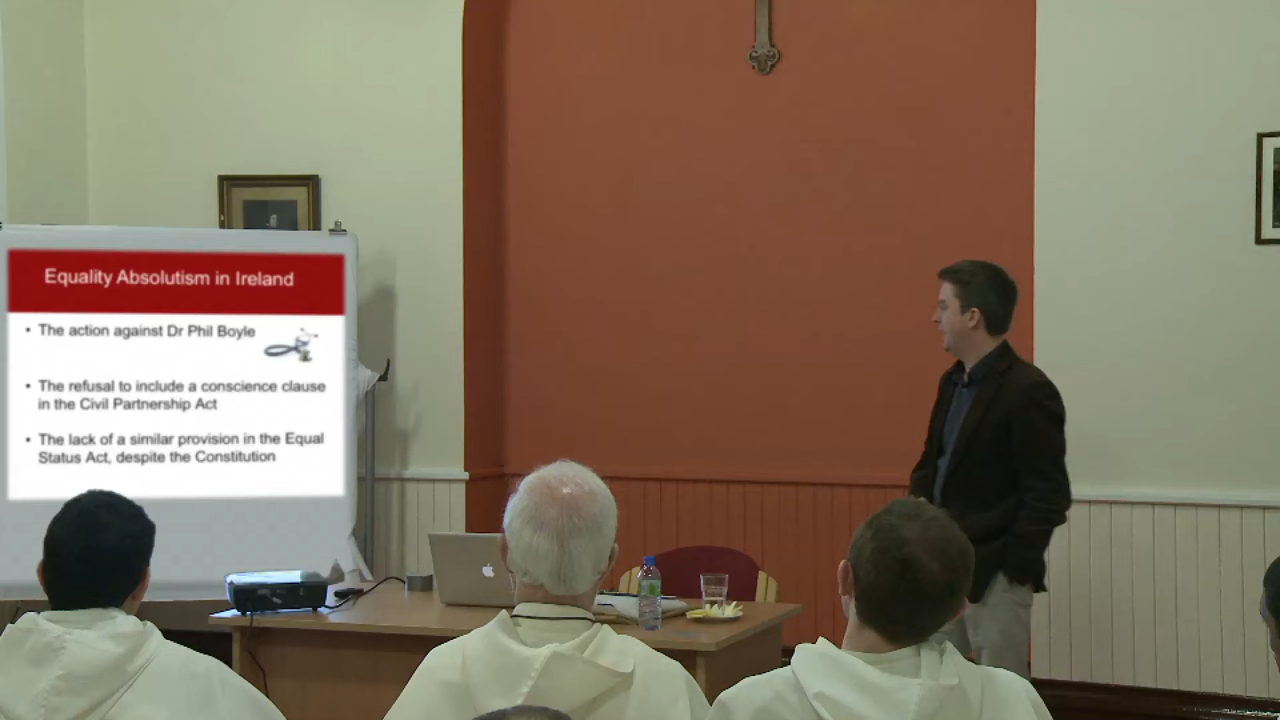 Equality Absolutism in Ireland
• The action against Dr Phil Boyle
• The refusal to include a conscience clause
in the Civil Partnership Act
• The lack of a similar provision in the Equal
Status Act, despite the Constitution